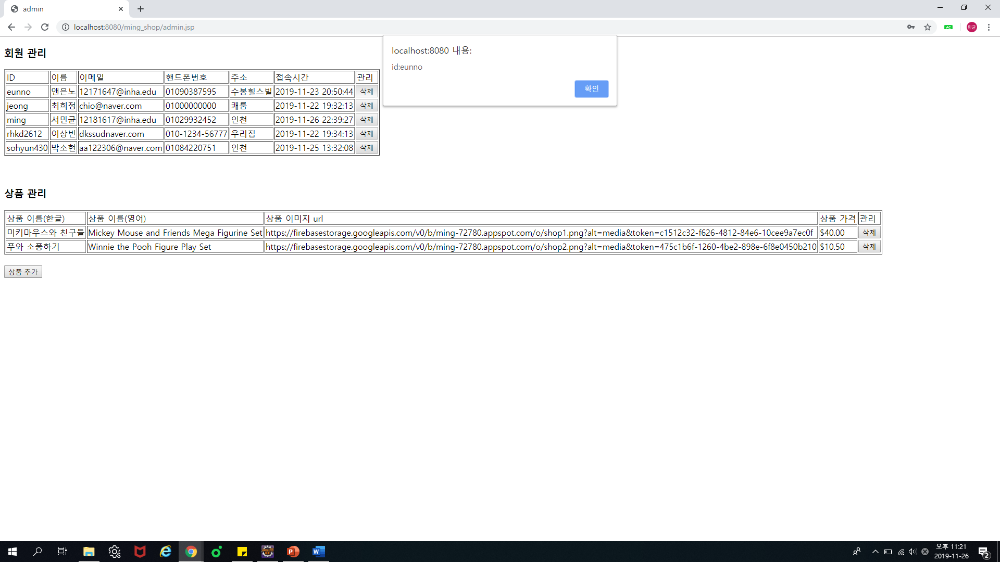 admin
localhost:8080/ming_shop/admin.jsp
AC
민균
localhost:8080 내용:
id:eunno
확인
회원 관리
ID 이름 이메일 핸드폰번호 주소 접속시간 관리
eunno 앤은노 12171647@inha.edu 01090387595 수봉힐스빌 2019-11-23 20:50:44 삭제
jeong 최희정 chio@naver.com 01000000000 쾌룸 2019-11-22 19:32:13 삭제
ming 서민균 12181617@inha.edu 01029932452 인천 2019-11-26 22:39:27 삭제
rhkd2612 이상빈 dkssudnaver.com 010-1234-56777 우리집 2019-11-22 19:34:13 삭제
sohyun430 박소현 aa122306@naver.com 01084220751 인천 2019-11-25 13:32:08 삭제
상품 관리
상품 이름(한글) 상품 이름(영어) 상품 이미지 url 상품 가격 관리
미키마우스와 친구들 Mickey Mouse and Friends Mega Figurine Set https://firebasestorage.googleapis.com/v0/b/ming-72780.appspot.com/o/shop1.png?alt=media&token=c1512c32-f626-4812-84e6-10cee9a7ec0f $40.00 삭제
푸와 소풍하기 Winnie the Pooh Figure Play Set https://firebasestorage.googleapis.com/v0/b/ming-72780.appspot.com/o/shop2.png?alt=media&token=475c1b6f-1260-4be2-898e-6f8e0450b210 $10.50 삭제
상품 추가
오후 11:21
2019-11-26
2